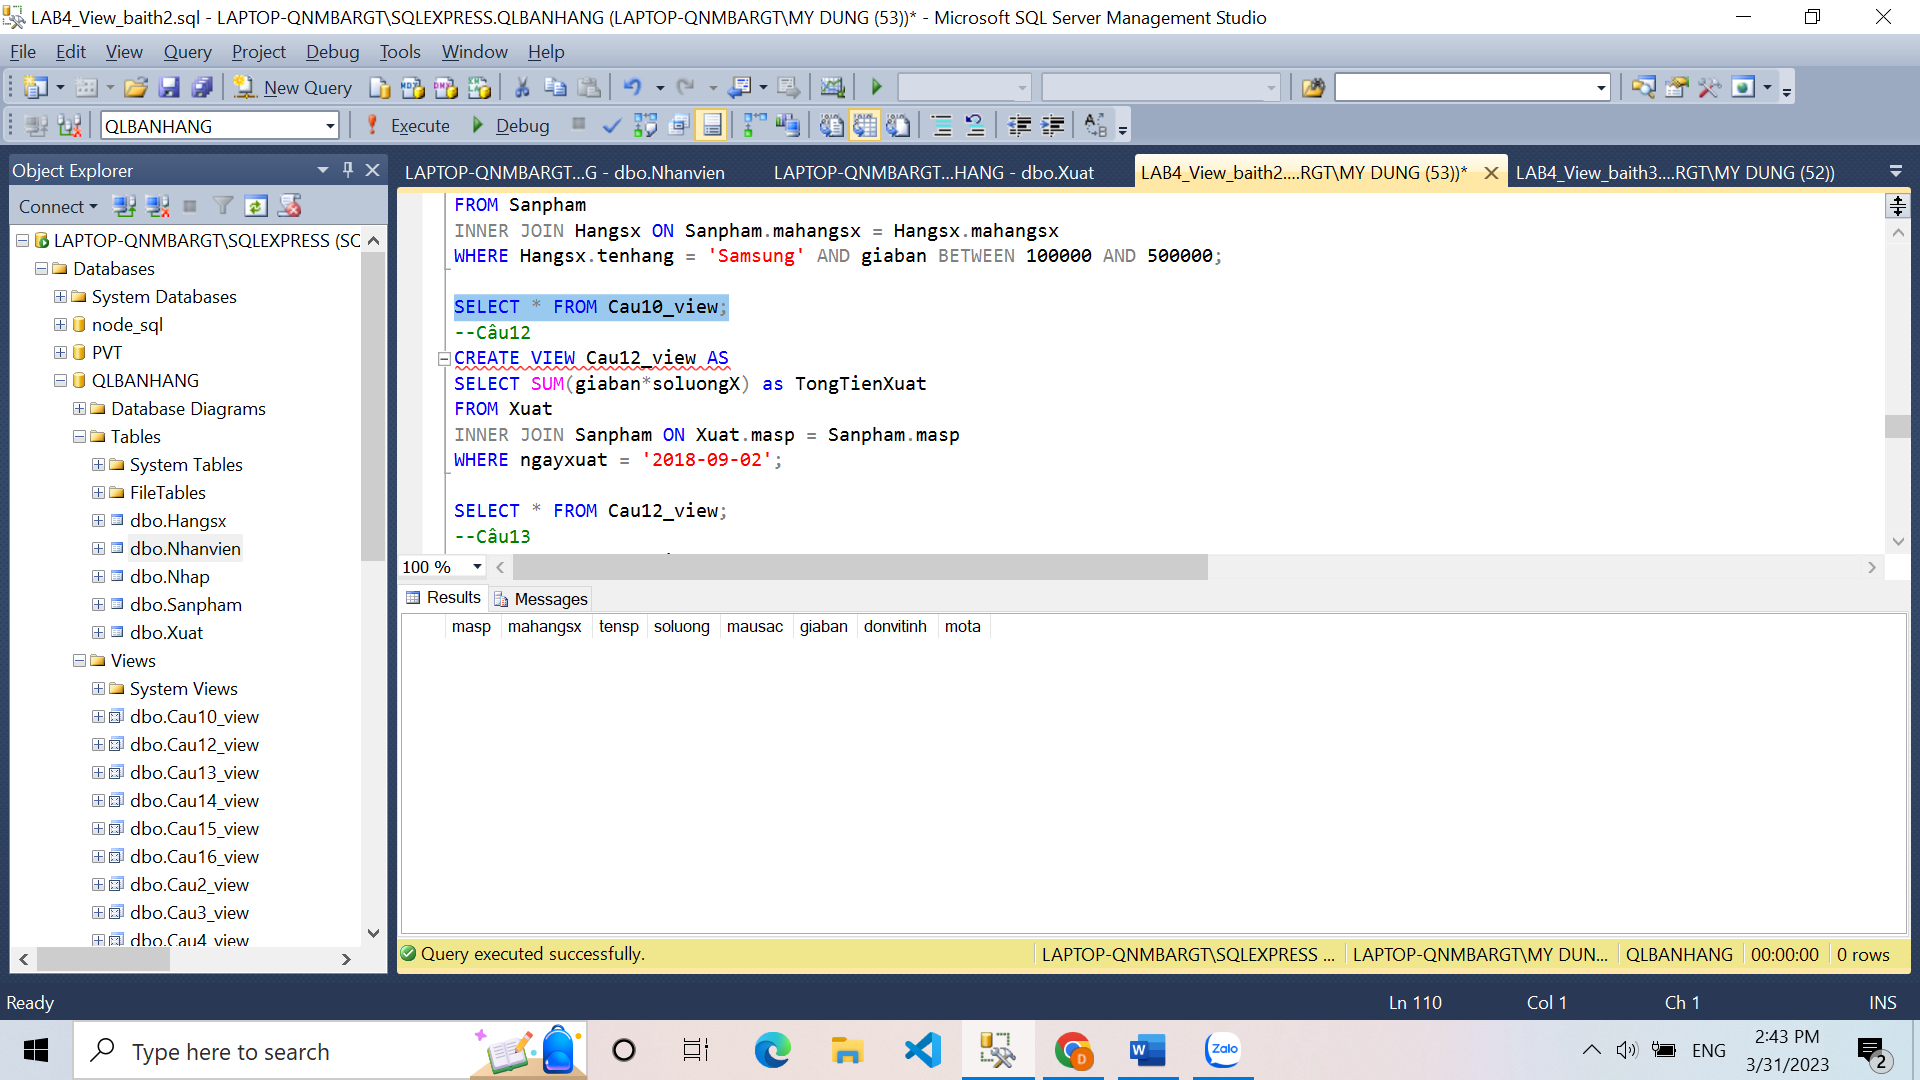 LAB4_View_baith2.sql - LAPTOP-QNMBARGT\SQLEXPRESS.QLBANHANG (LAPTOP-QNMBARGT\MY DUNG (53))* - Microsoft SQL Server Management Studio
File Edit View Query Project Debug Tools Window Help
New Query
QLBANHANG Execute Debug
Object Explorer
Connect
LAPTOP-QNMBARGT\SQLEXPRESS (SC
Databases
System Databases
node_sql
PVT
QLBANHANG
Database Diagrams
Tables
System Tables
FileTables
dbo.Hangsx
dbo.Nhanvien
dbo.Nhap
dbo.Sanpham
dbo.Xuat
Views
System Views
dbo.Cau10_view
dbo.Cau12_view
dbo.Cau13_view
dbo.Cau14_view
dbo.Cau15_view
dbo.Cau16_view
dbo.Cau2_view
dbo.Cau3_view
dbo.Cau4_view
LAPTOP-QNMBARGT...G - dbo.Nhanvien LAPTOP-QNMBARGT...HANG - dbo.Xuat LAB4_View_baith2....RGT\MY DUNG (53))* LAB4_View_baith3....RGT\MY DUNG (52))
FROM Sanpham
INNER JOIN Hangsx ON Sanpham.mahangsx = Hangsx.mahangsx
WHERE Hangsx.tenhang = 'Samsung' AND giaban BETWEEN 100000 AND 500000;
SELECT * FROM Cau10_view;
--Câu12
CREATE VIEW Cau12_view AS
SELECT SUM(giaban*soluongX) as TongTienXuat
FROM Xuat
INNER JOIN Sanpham ON Xuat.masp = Sanpham.masp
WHERE ngayxuat = '2018-09-02';
SELECT * FROM Cau12_view;
--Câu13
100 %
Results Messages
masp mahangsx tensp soluong mausac giaban donvitinh mota
Query executed successfully. LAPTOP-QNMBARGT\SQLEXPRESS ... LAPTOP-QNMBARGT\MY DUN... QLBANHANG 00:00:00 0 rows
Ready Ln 110 Col 1 Ch 1 INS
Type here to search
Zalo
ENG
2:43 PM
3/31/2023
2